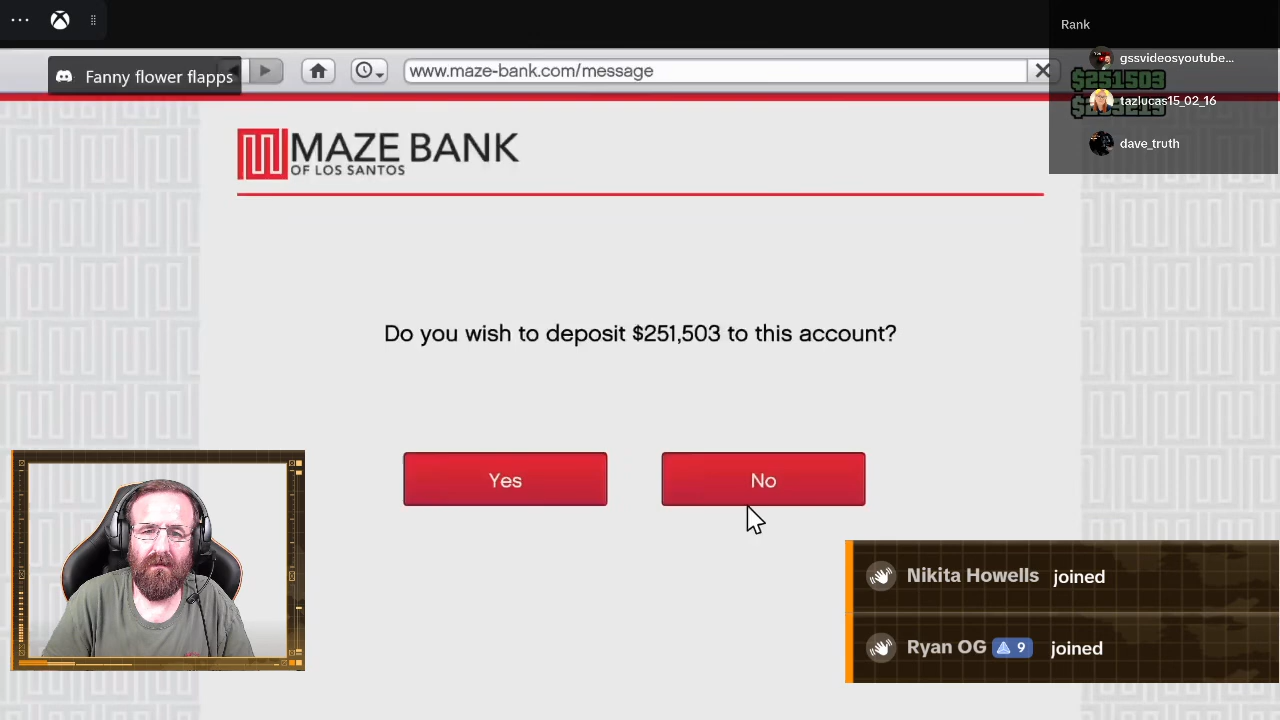 Rank
gssvideosyoutube...
Fanny flower flapps
www.maze-bank.com/message
$251503
tazlucas15_02_16
MAZE BANK
OF LOS SANTOS
dave_truth
Do you wish to deposit $251,503 to this account?
Yes
No
Nikita Howells joined
Ryan OG 9 joined